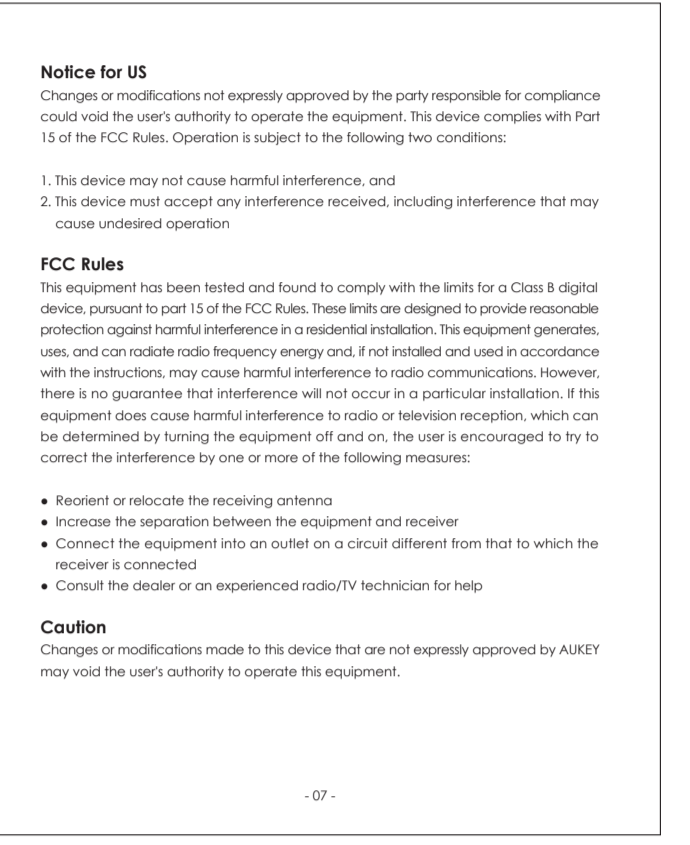 Notice for US
Changes or modifications not expressly approved by the party responsible for compliance
could void the user's authority to operate the equipment. This device complies with Part
15 of the FCC Rules. Operation is subject to the following two conditions:
1. This device may not cause harmful interference, and
2. This device must accept any interference received, including interference that may
cause undesired operation
FCC Rules
This equipment has been tested and found to comply with the limits for a Class B digital
device, pursuant to part 15 of the FCC Rules. These limits are designed to provide reasonable
protection against harmful interference in a residential installation. This equipment generates,
uses, and can radiate radio frequency energy and, if not installed and used in accordance
with the instructions, may cause harmful interference to radio communications. However,
there is no guarantee that interference will not occur in a particular installation. If this
equipment does cause harmful interference to radio or television reception, which can
be determined by turning the equipment off and on, the user is encouraged to try to
correct the interference by one or more of the following measures:
● Reorient or relocate the receiving antenna
● Increase the separation between the equipment and receiver
● Connect the equipment into an outlet on a circuit different from that to which the
receiver is connected
● Consult the dealer or an experienced radio/TV technician for help
Caution
Changes or modifications made to this device that are not expressly approved by AUKEY
may void the user's authority to operate this equipment.
- 07 -